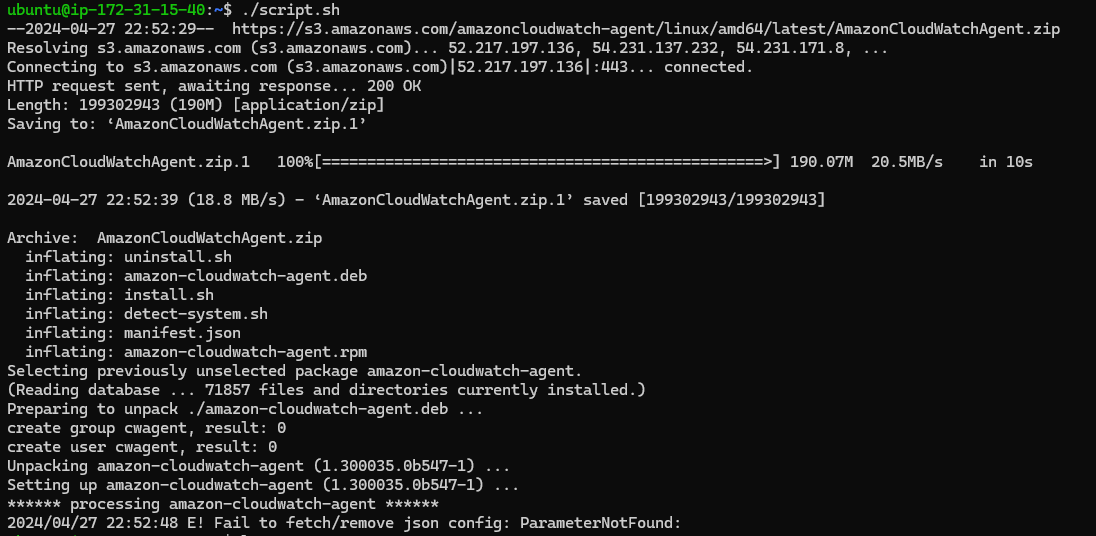 ubuntu@ip-172-31-15-40:~$ ./script.sh
--2024-04-27 22:52:29--  https://s3.amazonaws.com/amazoncloudwatch-agent/linux/amd64/latest/AmazonCloudWatchAgent.zip
Resolving s3.amazonaws.com (s3.amazonaws.com)... 52.217.197.136, 54.231.137.232, 54.231.171.8, ...
Connecting to s3.amazonaws.com (s3.amazonaws.com)|52.217.197.136|:443... connected.
HTTP request sent, awaiting response... 200 OK
Length: 199302943 (190M) [application/zip]
Saving to: ‘AmazonCloudWatchAgent.zip.1’
AmazonCloudWatchAgent.zip.1   100%[=================================================>] 190.07M  20.5MB/s    in 10s
2024-04-27 22:52:39 (18.8 MB/s) - ‘AmazonCloudWatchAgent.zip.1’ saved [199302943/199302943]
Archive:  AmazonCloudWatchAgent.zip
  inflating: uninstall.sh
  inflating: amazon-cloudwatch-agent.deb
  inflating: install.sh
  inflating: detect-system.sh
  inflating: manifest.json
  inflating: amazon-cloudwatch-agent.rpm
Selecting previously unselected package amazon-cloudwatch-agent.
(Reading database ... 71857 files and directories currently installed.)
Preparing to unpack ./amazon-cloudwatch-agent.deb ...
create group cwagent, result: 0
create user cwagent, result: 0
Unpacking amazon-cloudwatch-agent (1.300035.0b547-1) ...
Setting up amazon-cloudwatch-agent (1.300035.0b547-1) ...
****** processing amazon-cloudwatch-agent ******
2024/04/27 22:52:48 E! Fail to fetch/remove json config: ParameterNotFound: